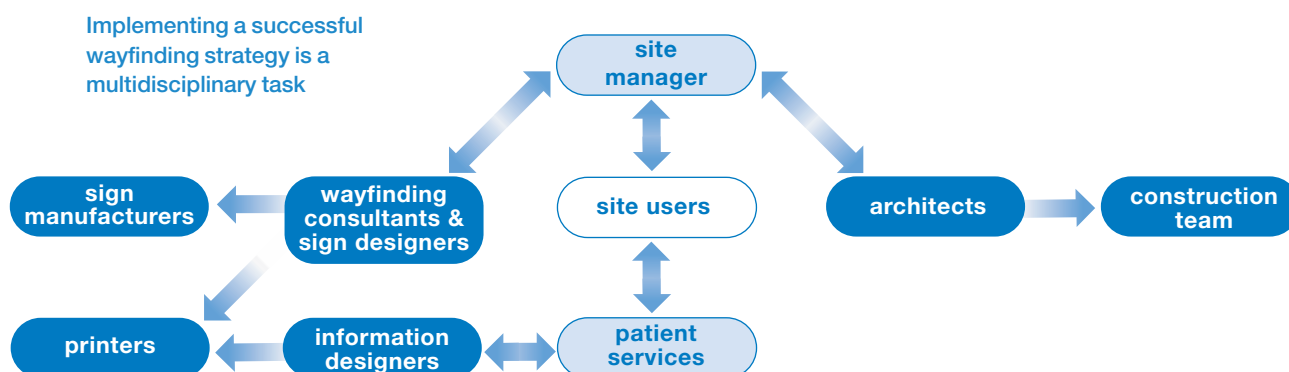 Implementing a successful
wayfinding strategy is a
multidisciplinary task
site
manager
sign
manufacturers
wayfinding
consultants &
sign designers
site users
architects
construction
team
printers
information
designers
patient
services